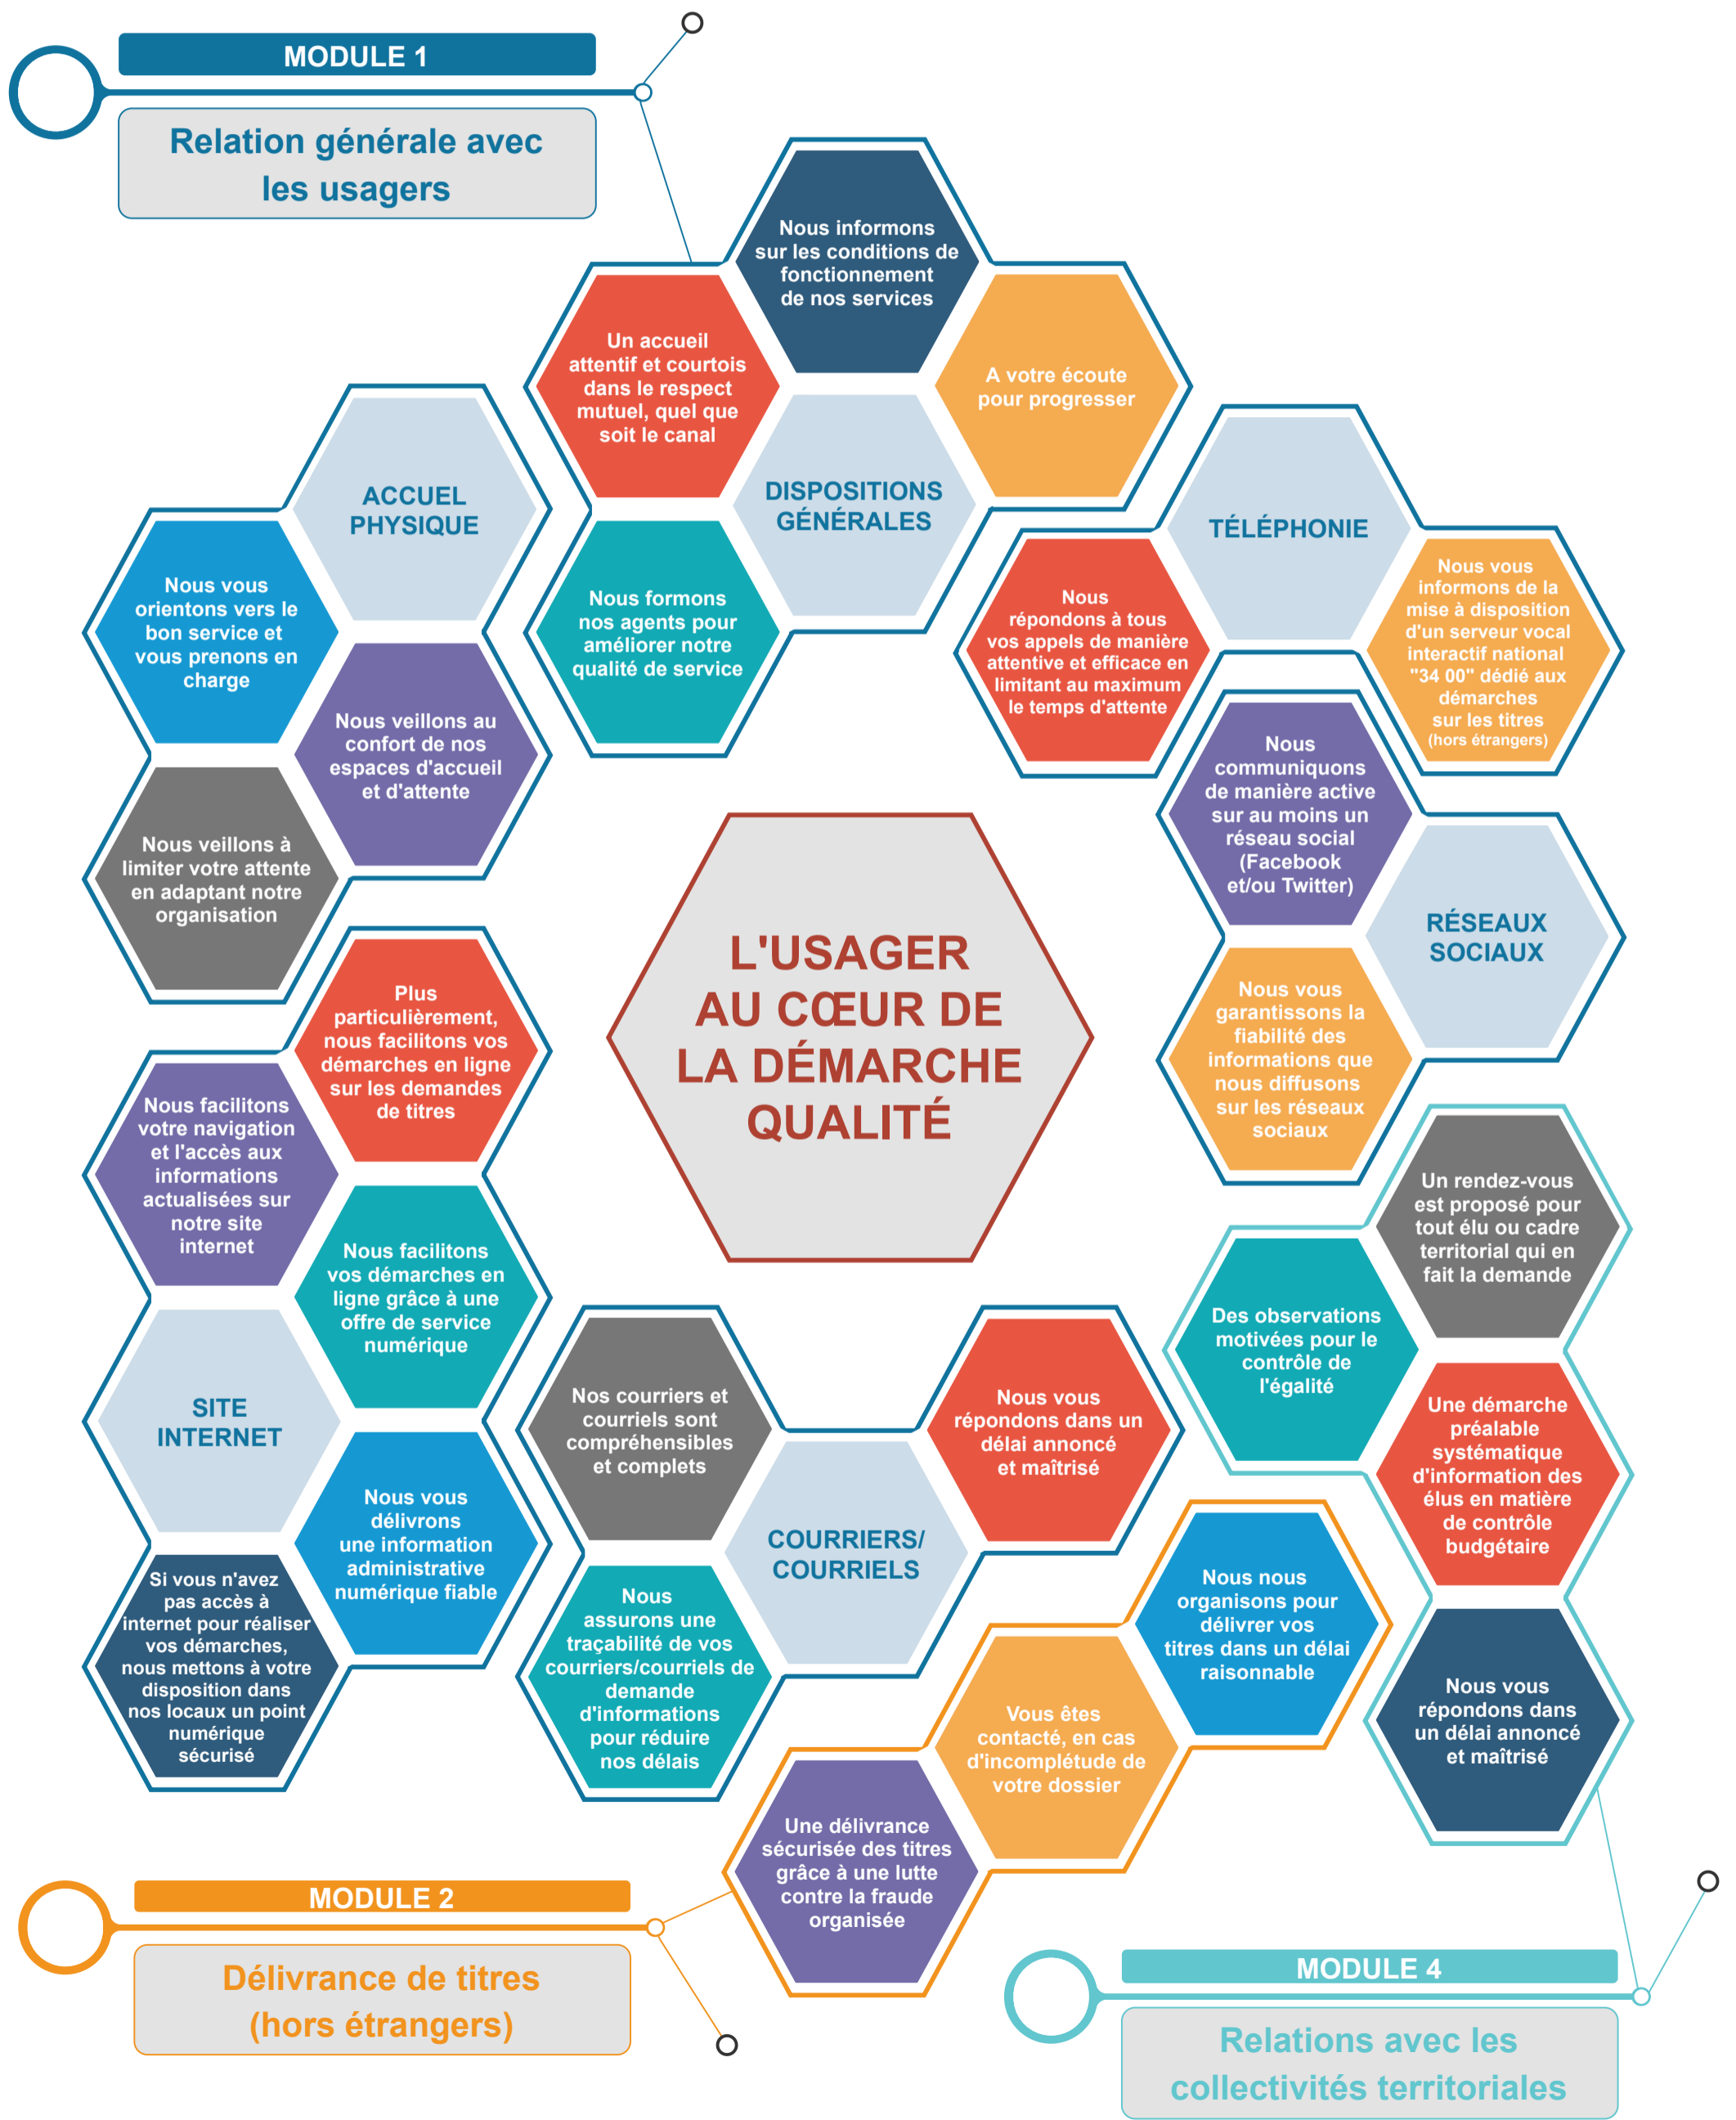 MODULE 1
Relation générale avec
les usagers
Nous informons
sur les conditions de
fonctionnement
de nos services
Un accueil
attentif et courtois
dans le respect
mutuel, quel que
soit le canal
A votre écoute
pour progresser
DISPOSITIONS
GÉNÉRALES
Nous formons
nos agents pour
améliorer notre
qualité de service
ACCUEL
PHYSIQUE
Nous vous
orientons vers le
bon service et
vous prenons en
charge
Nous veillons au
confort de nos
espaces d'accueil
et d'attente
Nous veillons à
limiter votre attente
en adaptant notre
organisation
TÉLÉPHONIE
Nous
répondons à tous
vos appels de manière
attentive et efficace en
limitant au maximum
le temps d'attente
Nous vous
informons de la
mise à disposition
d'un serveur vocal
interactif national
"34 00" dédié aux
démarches
sur les titres
(hors étrangers)
Nous
communiquons
de manière active
sur au moins un
réseau social
(Facebook
et/ou Twitter)
RÉSEAUX
SOCIAUX
Nous vous
garantissons la
fiabilité des
informations que
nous diffusons
sur les réseaux
sociaux
L'USAGER
AU CŒUR DE
LA DÉMARCHE
QUALITÉ
Plus
particulièrement,
nous facilitons vos
démarches en ligne
sur les demandes
de titres
Nous facilitons
votre navigation
et l'accès aux
informations
actualisées sur
notre site
internet
Nous facilitons
vos démarches en
ligne grâce à une
offre de service
numérique
SITE
INTERNET
Nous vous
délivrons
une information
administrative
numérique fiable
Si vous n'avez
pas accès à
internet pour réaliser
vos démarches,
nous mettons à votre
disposition dans
nos locaux un point
numérique
sécurisé
Nos courriers et
courriels sont
compréhensibles
et complets
Nous vous
répondons dans un
délai annoncé
et maîtrisé
COURRIERS/
COURRIELS
Nous
assurons une
traçabilité de vos
courriers/courriels de
demande
d'informations
pour réduire
nos délais
Un rendez-vous
est proposé pour
tout élu ou cadre
territorial qui en
fait la demande
Des observations
motivées pour le
contrôle de
l'égalité
Une démarche
préalable
systématique
d'information des
élus en matière
de contrôle
budgétaire
Nous vous
répondons dans
un délai annoncé
et maîtrisé
Nous nous
organisons pour
délivrer vos
titres dans un délai
raisonnable
Vous êtes
contacté, en cas
d'incomplétude de
votre dossier
Une délivrance
sécurisée des titres
grâce à une lutte
contre la fraude
organisée
MODULE 2
Délivrance de titres
(hors étrangers)
MODULE 4
Relations avec les
collectivités territoriales